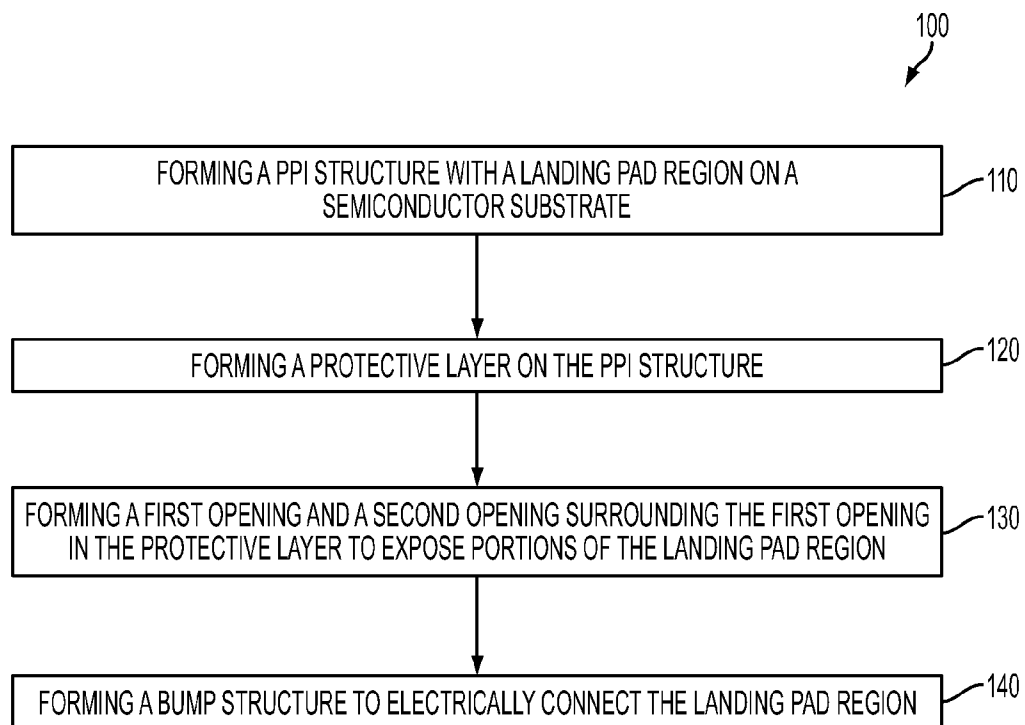 100
FORMING A PPI STRUCTURE WITH A LANDING PAD REGION ON A
SEMICONDUCTOR SUBSTRATE
110
FORMING A PROTECTIVE LAYER ON THE PPI STRUCTURE
120
FORMING A FIRST OPENING AND A SECOND OPENING SURROUNDING THE FIRST OPENING
IN THE PROTECTIVE LAYER TO EXPOSE PORTIONS OF THE LANDING PAD REGION
130
FORMING A BUMP STRUCTURE TO ELECTRICALLY CONNECT THE LANDING PAD REGION
140